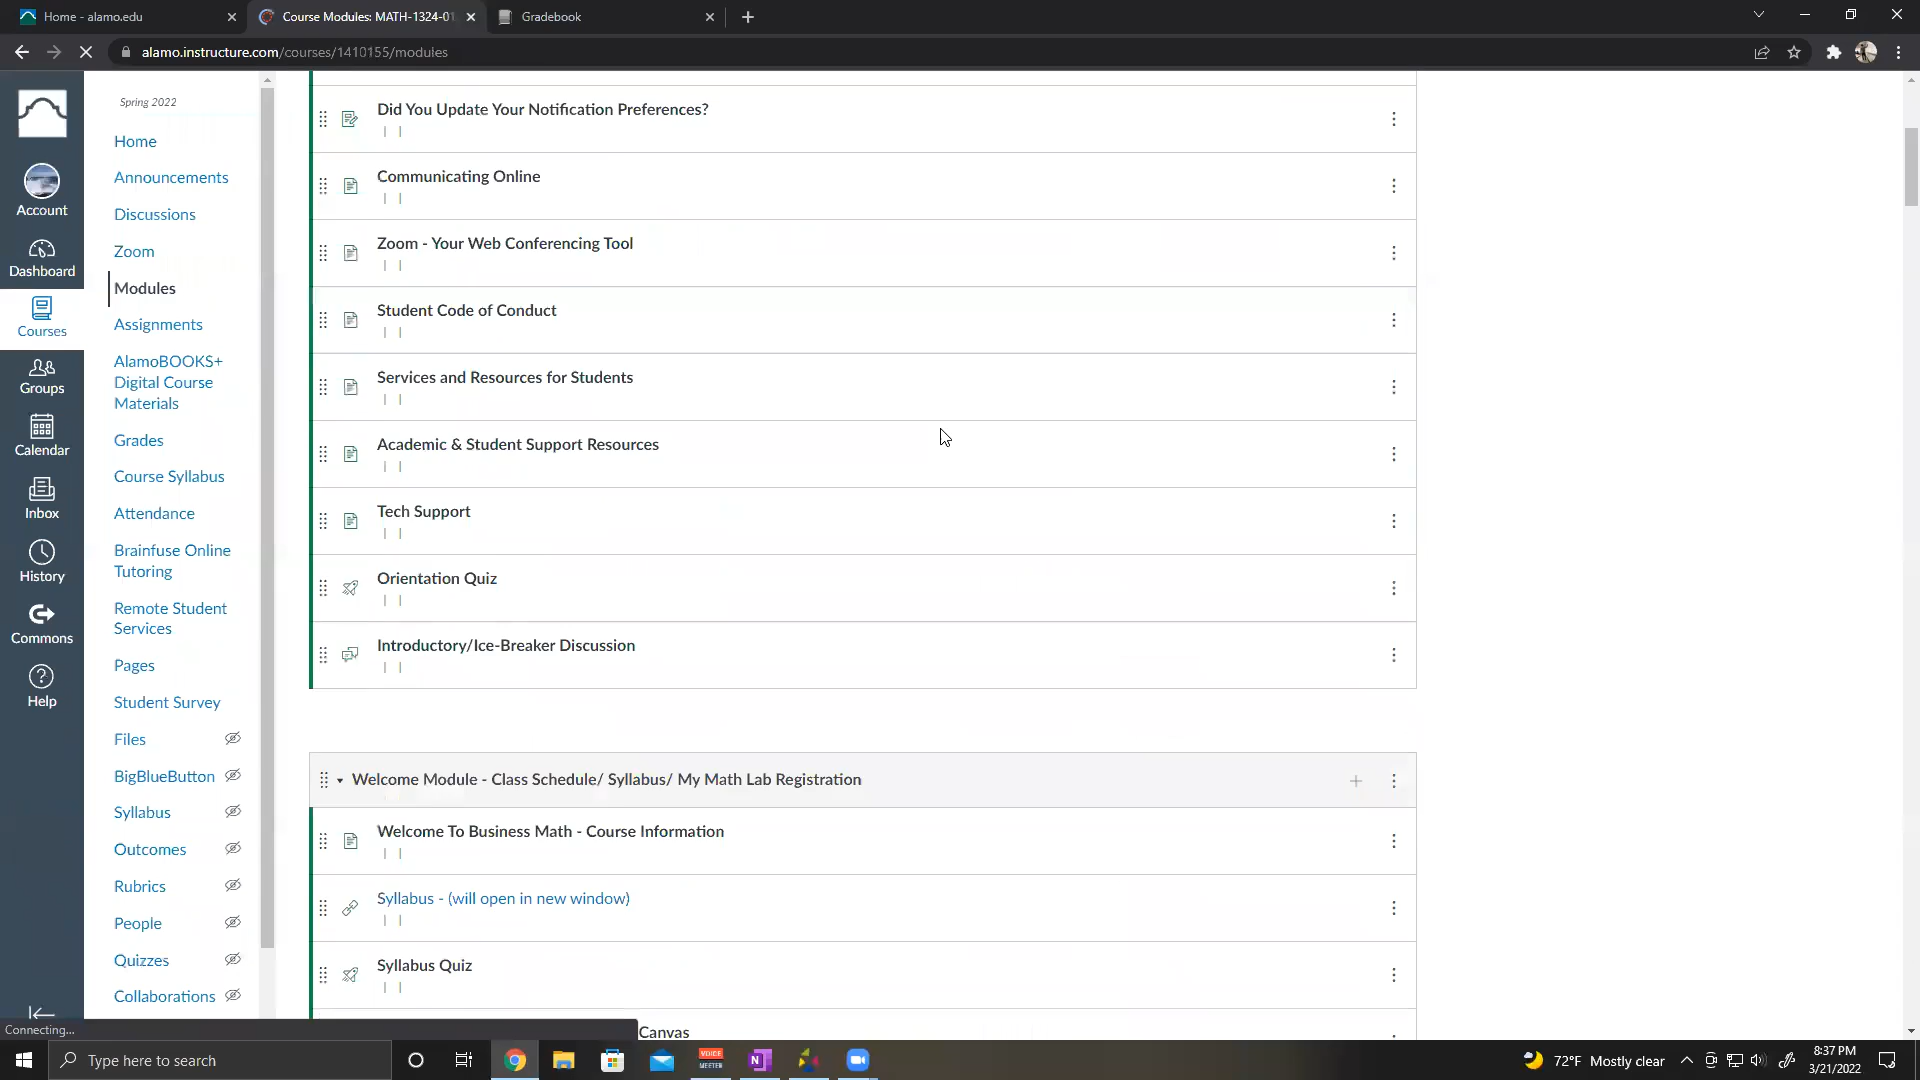 Home - alamo.edu
Course Modules: MATH-1324-01
Gradebook
alamo.instructure.com/courses/1410155/modules
Account
Dashboard
Courses
Groups
Calendar
Inbox
History
Commons
Help
Spring 2022
Home
Announcements
Discussions
Zoom
Modules
Assignments
AlamoBOOKS+
Digital Course
Materials
Grades
Course Syllabus
Attendance
Brainfuse Online
Tutoring
Remote Student
Services
Pages
Student Survey
Files
BigBlueButton
Syllabus
Outcomes
Rubrics
People
Quizzes
Collaborations
Did You Update Your Notification Preferences?
Communicating Online
Zoom - Your Web Conferencing Tool
Student Code of Conduct
Services and Resources for Students
Academic & Student Support Resources
Tech Support
Orientation Quiz
Introductory/Ice-Breaker Discussion
Welcome Module - Class Schedule/ Syllabus/ My Math Lab Registration
Welcome To Business Math - Course Information
Syllabus - (will open in new window)
Syllabus Quiz
Canvas
Connecting...
Type here to search
VOICE
MEETER
72°F Mostly clear
8:37 PM
3/21/2022